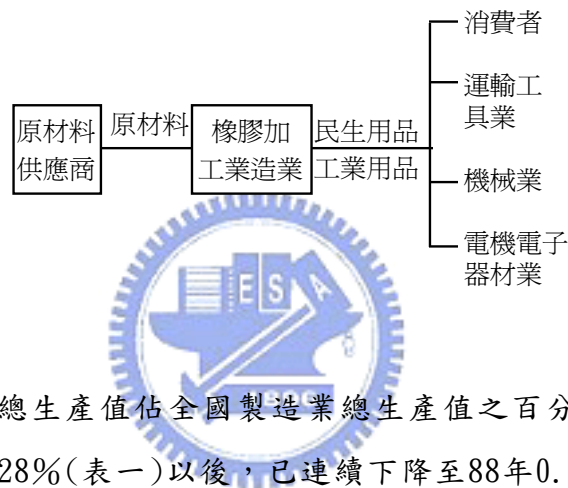 消費者
運輸工
具業
原材料
供應商
原材料
橡膠加
工業造業
民生用品
工業用品
機械業
電機電子
器材業
E S A
1896
總生產值佔全國製造業總生產值之百分
28%(表一)以後，已連續下降至88年0.